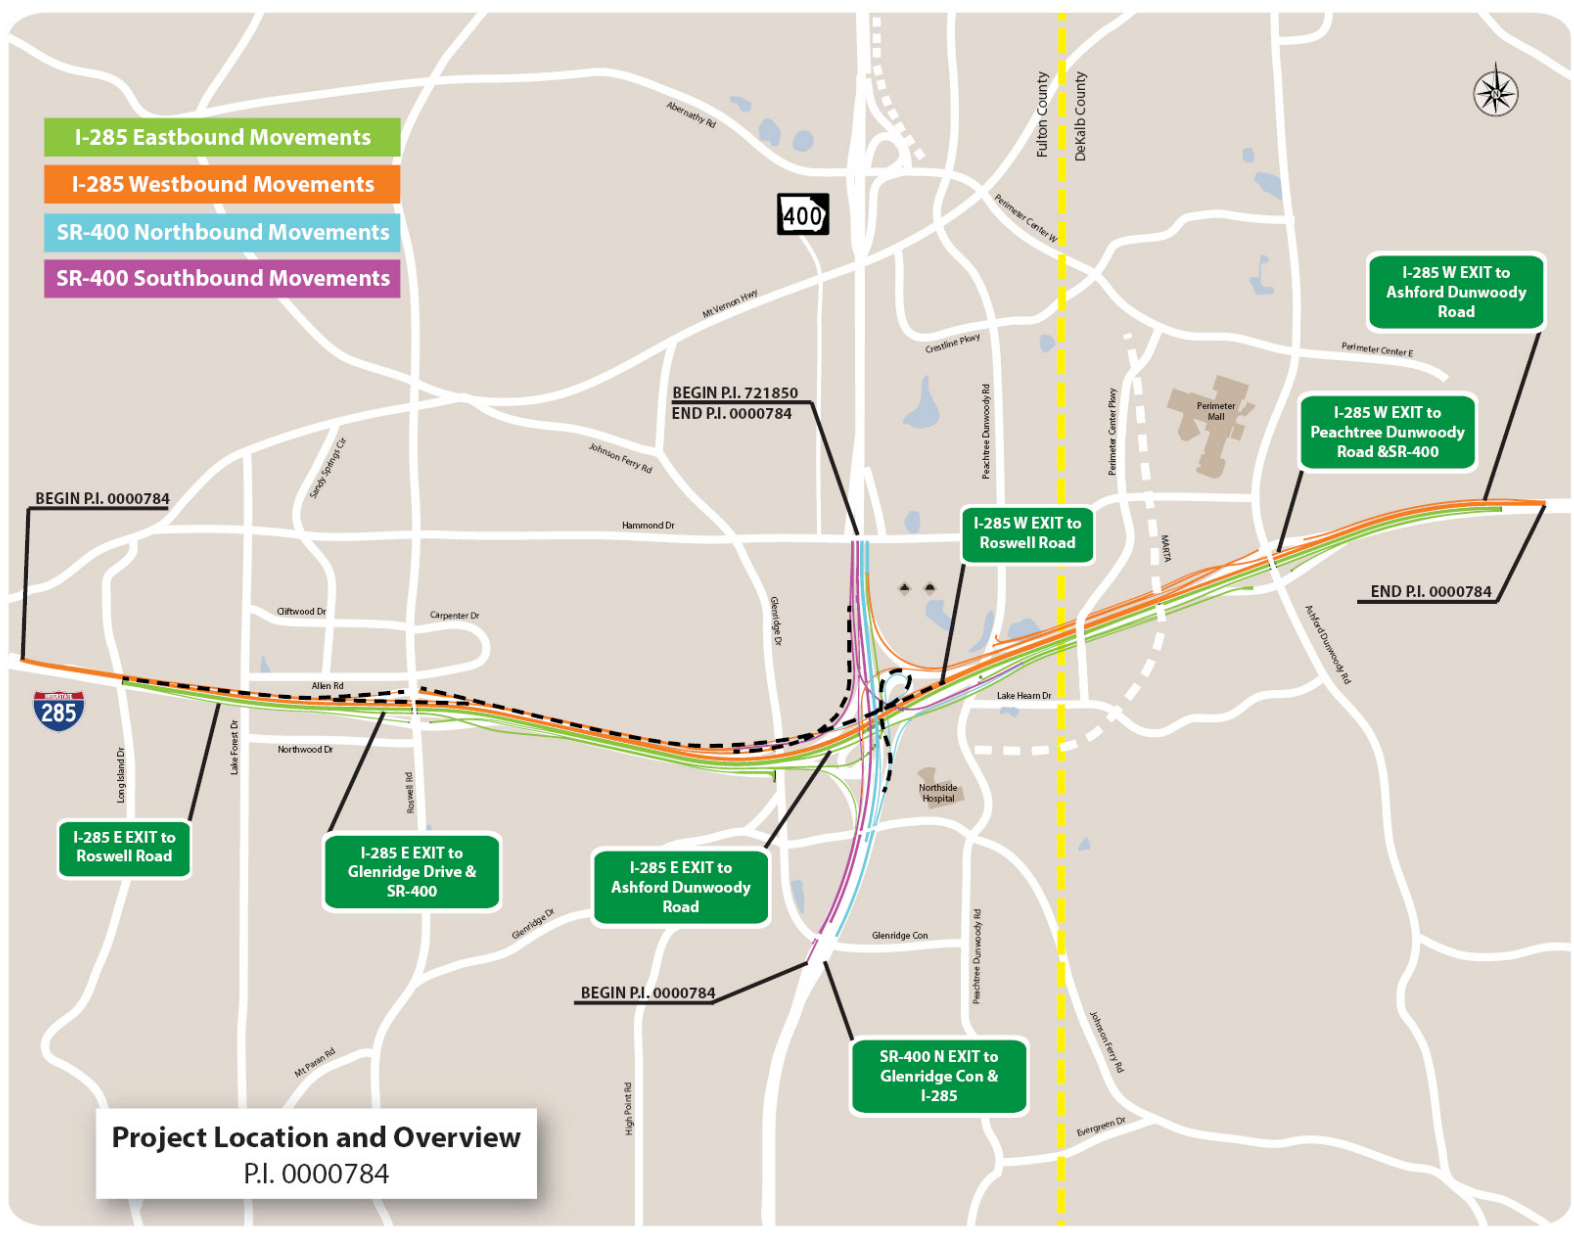 Fulton County
DeKalb County
N
Abernathy Rd
I-285 Eastbound Movements
I-285 Westbound Movements
SR-400 Northbound Movements
SR-400 Southbound Movements
400
Perimeter Center W
I-285 W EXIT to
Ashford Dunwoody
Road
Mt Vernon Hwy
Crestline Pkwy
Perimeter Center E
BEGIN P.I. 721850
END P.I. 0000784
Peachtree Dunwoody Rd
Perimeter Center Pkwy
Perimeter
Mall
I-285 W EXIT to
Peachtree Dunwoody
Road &SR-400
Johnson Ferry Rd
Sandy Springs Cir
BEGIN P.I. 0000784
Hammond Dr
I-285 W EXIT to
Roswell Road
MARTA
END P.I. 0000784
Cliftwood Dr
Carpenter Dr
Glenridge Dr
Ashford Dunwoody Rd
Allen Rd
Lake Hearn Dr
INTERSTATE
285
Long Island Dr
Lake Forest Dr
Northwood Dr
Roswell Rd
Northside
Hospital
I-285 E EXIT to
Roswell Road
I-285 E EXIT to
Glenridge Drive &
SR-400
I-285 E EXIT to
Ashford Dunwoody
Road
Glenridge Dr
Glenridge Con
Peachtree Dunwoody Rd
BEGIN P.I. 0000784
SR-400 N EXIT to
Glenridge Con &
I-285
Johnson Ferry Rd
Mt Paran Rd
High Point Rd
Evergreen Dr
Project Location and Overview
P.I. 0000784